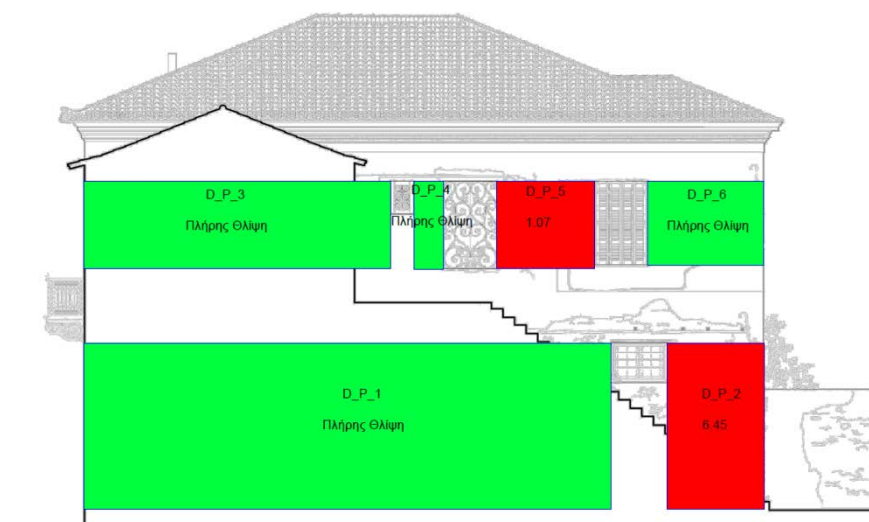 D_P_3
Πλήρης Θλίψη
D_P_4
Πλήρης Θλίψη
D_P_5
1.07
D_P_6
Πλήρης Θλίψη
D_P_1
Πλήρης Θλίψη
D_P_2
6.45